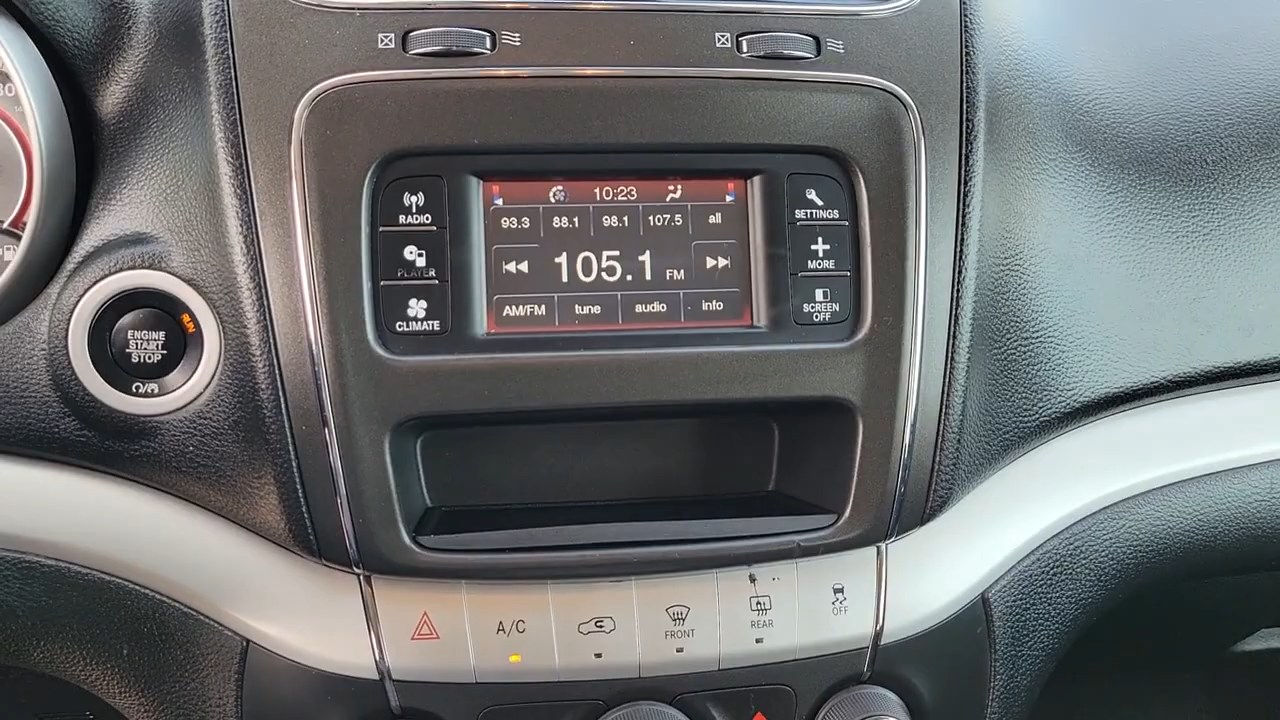 80
10:23
RADIO
93.3 88.1 98.1 107.5 all
SETTINGS
PLAYER
105.1 FM
MORE
CLIMATE
AM/FM tune audio info
SCREEN
OFF
RUN
ENGINE
START
STOP
A/C
FRONT
REAR
OFF